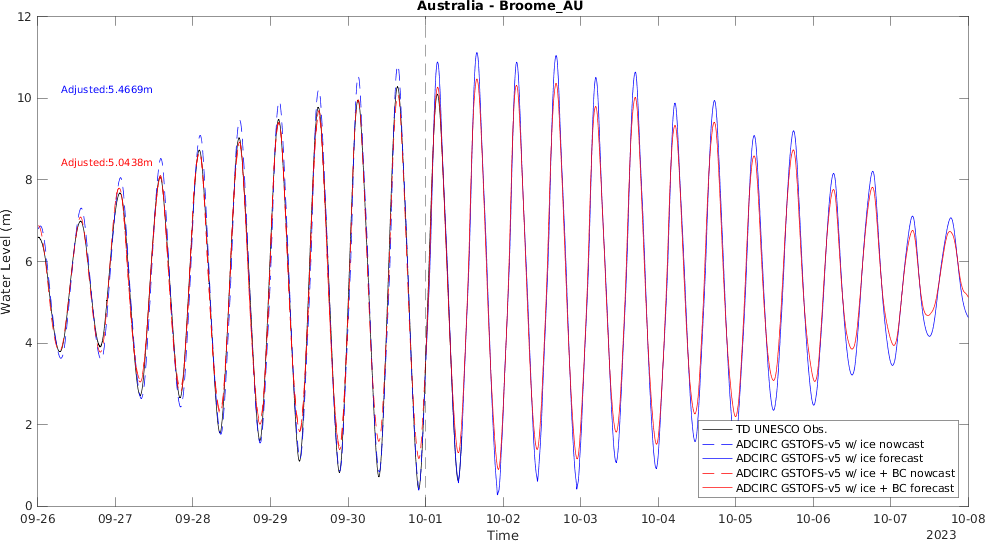 Australia - Broome_AU
12
10
8
6
4
2
0
Water Level (m)
Adjusted:5.4669m
Adjusted:5.0438m
TD UNESCO Obs.
ADCIRC GSTOFS-v5 w/ ice nowcast
ADCIRC GSTOFS-v5 w/ ice forecast
ADCIRC GSTOFS-v5 w/ ice + BC nowcast
ADCIRC GSTOFS-v5 w/ ice + BC forecast
09-26 09-27 09-28 09-29 09-30 10-01 10-02 10-03 10-04 10-05 10-06 10-07 10-08
Time
2023